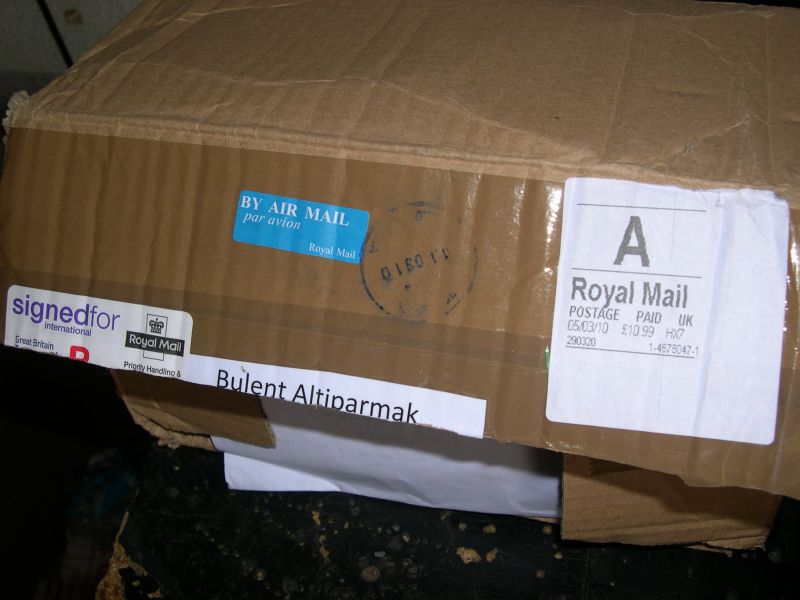 BY AIR MAIL
par avion
Royal Mail
A
Royal Mail
POSTAGE PAID UK
05/03/10 £10.99 HX7
290320 1-4678047-1
signedfor
international
Royal Mail
Great Britain
R
Priority Handling &
Bulent Altiparmak